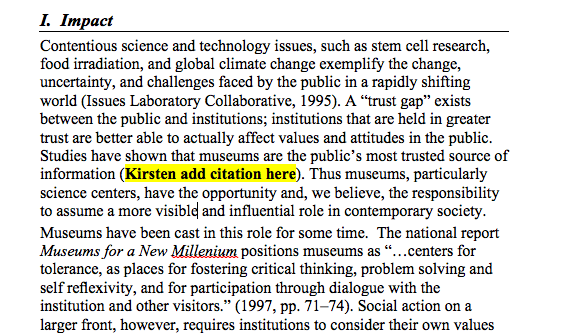 I. Impact
Contentious science and technology issues, such as stem cell research,
food irradiation, and global climate change exemplify the change,
uncertainty, and challenges faced by the public in a rapidly shifting
world (Issues Laboratory Collaborative, 1995). A “trust gap” exists
between the public and institutions; institutions that are held in greater
trust are better able to actually affect values and attitudes in the public.
Studies have shown that museums are the public’s most trusted source of
information (Kirsten add citation here). Thus museums, particularly
science centers, have the opportunity and, we believe, the responsibility
to assume a more visible and influential role in contemporary society.
Museums have been cast in this role for some time. The national report
Museums for a New Millenium positions museums as “…centers for
tolerance, as places for fostering critical thinking, problem solving and
self reflexivity, and for participation through dialogue with the
institution and other visitors.” (1997, pp. 71–74). Social action on a
larger front, however, requires institutions to consider their own values